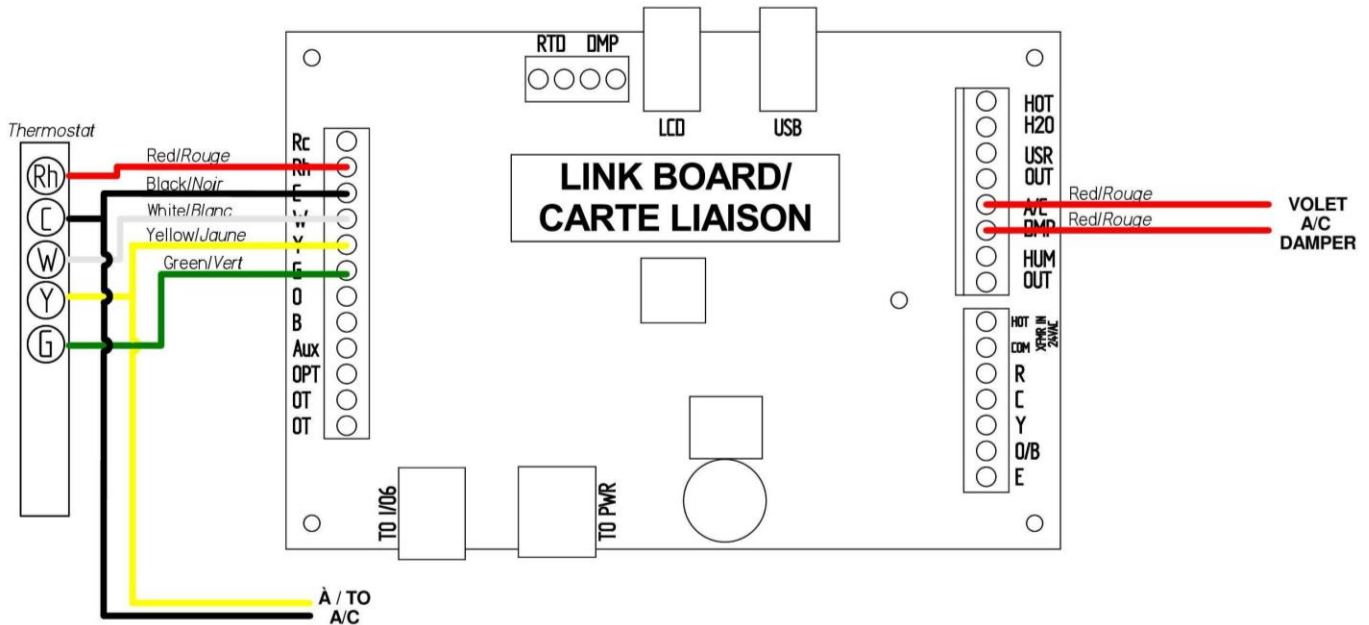 RTD DMP
LCD
USB
LINK BOARD/
CARTE LIAISON
Thermostat
Rh
C
W
Y
G
Red/Rouge
Black/Noir
White/Blanc
Yellow/Jaune
Green/Vert
Rc
Rh
C
W
Y
G
O
B
Aux
OPT
OT
OT
HOT
H2O
USR
OUT
A/C
DMP
HUM
OUT
Red/Rouge
Red/Rouge
VOLET
A/C
DAMPER
HOT
COM
XFMR IN
24VAC
R
C
Y
O/B
E
TO I/O6
TO PWR
À / TO
A/C